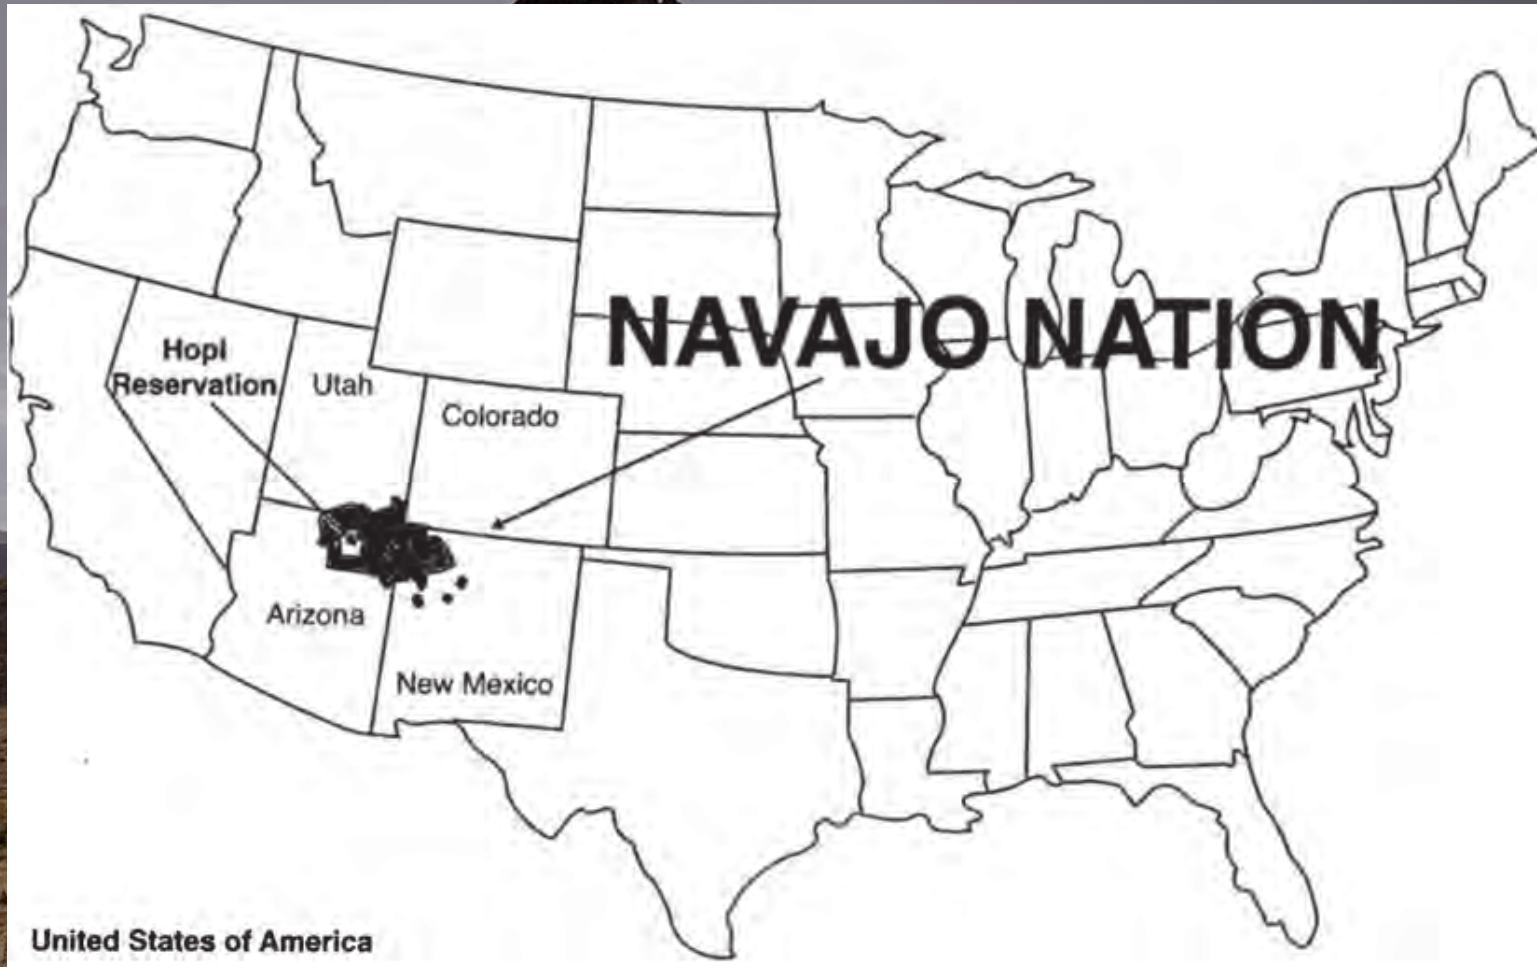 NAVAJO NATION
Hopi
Reservation
Utah
Colorado
Arizona
New Mexico
United States of America